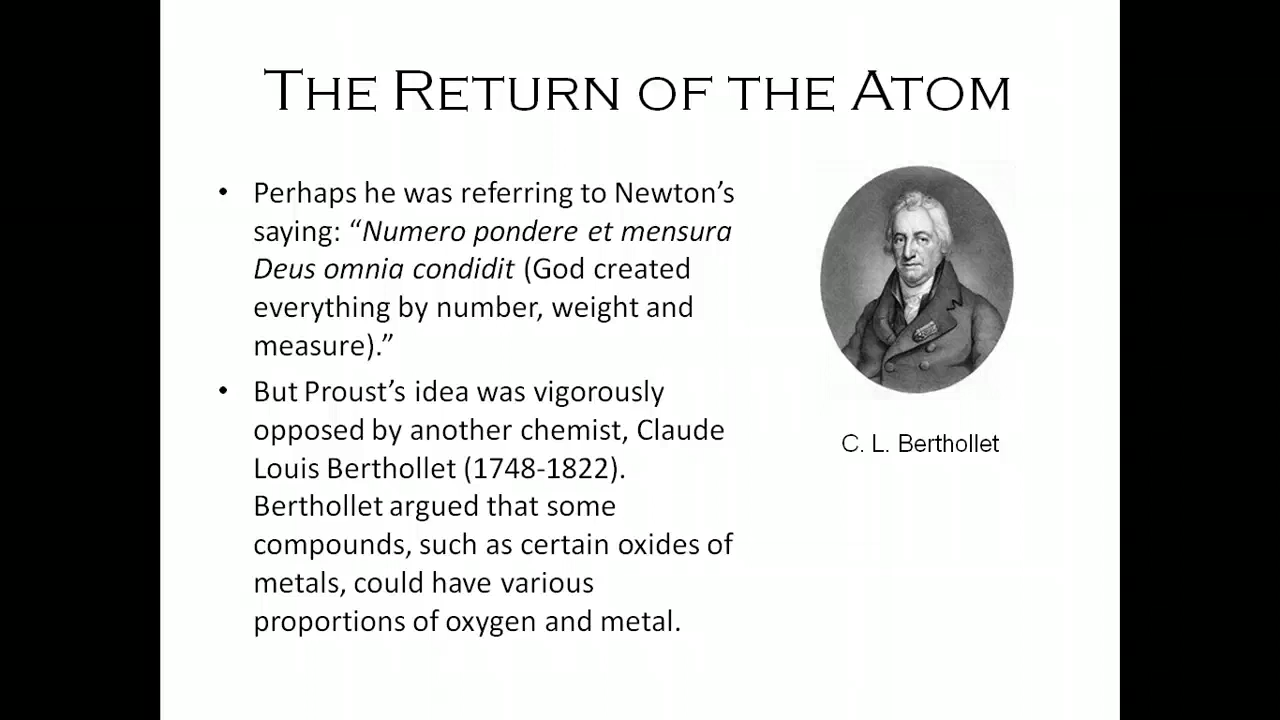 THE RETURN OF THE ATOM
• Perhaps he was referring to Newton’s
saying: “Numero pondere et mensura
Deus omnia condidit (God created
everything by number, weight and
measure).”
• But Proust’s idea was vigorously
opposed by another chemist, Claude
Louis Berthollet (1748-1822).
Berthollet argued that some
compounds, such as certain oxides of
metals, could have various
proportions of oxygen and metal.
C. L. Berthollet